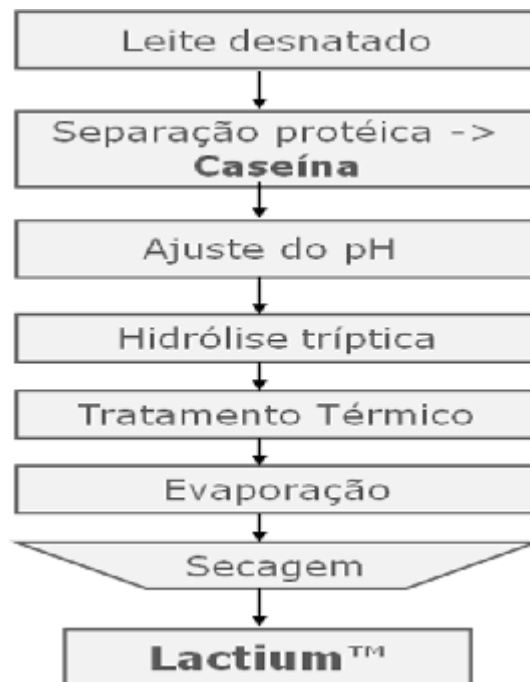 Leite desnatado
Separação protéica ->
Caseína
Ajuste do pH
Hidrólise tríptica
Tratamento Térmico
Evaporação
Secagem
Lactium™